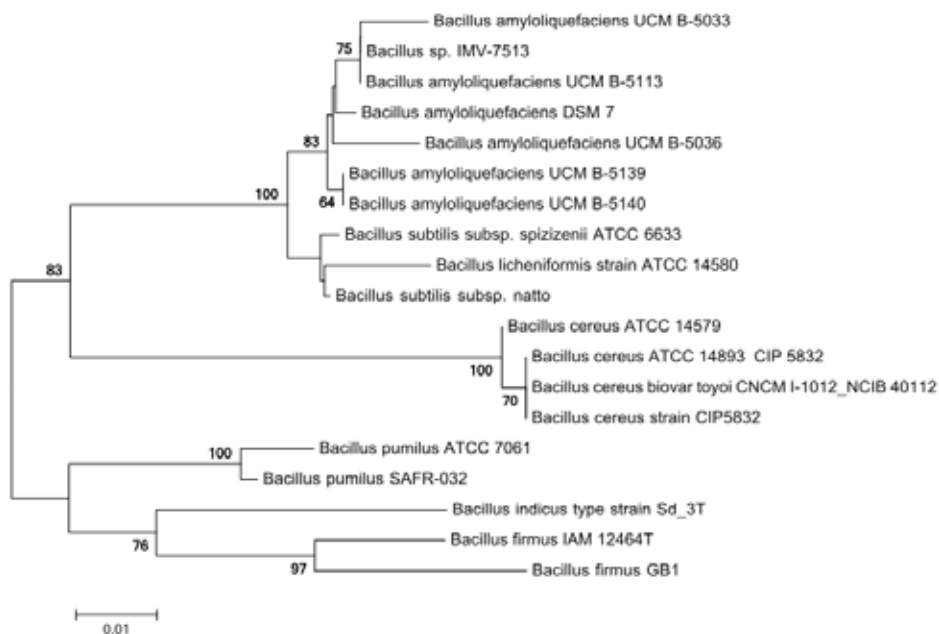 Bacillus amyloliquefaciens UCM B-5033
75
Bacillus sp. IMV-7513
Bacillus amyloliquefaciens UCM B-5113
Bacillus amyloliquefaciens DSM 7
83
Bacillus amyloliquefaciens UCM B-5036
Bacillus amyloliquefaciens UCM B-5139
100
64
Bacillus amyloliquefaciens UCM B-5140
Bacillus subtilis subsp. spizizenii ATCC 6633
83
Bacillus licheniformis strain ATCC 14580
Bacillus subtilis subsp. natto
Bacillus cereus ATCC 14579
Bacillus cereus ATCC 14893 CIP 5832
100
Bacillus cereus biovar toyoi CNCM I-1012_NCIB 40112
70
Bacillus cereus strain CIP5832
Bacillus pumilus ATCC 7061
100
Bacillus pumilus SAFR-032
Bacillus indicus type strain Sd_3T
Bacillus firmus IAM 12464T
76
97
Bacillus firmus GB1
0.01